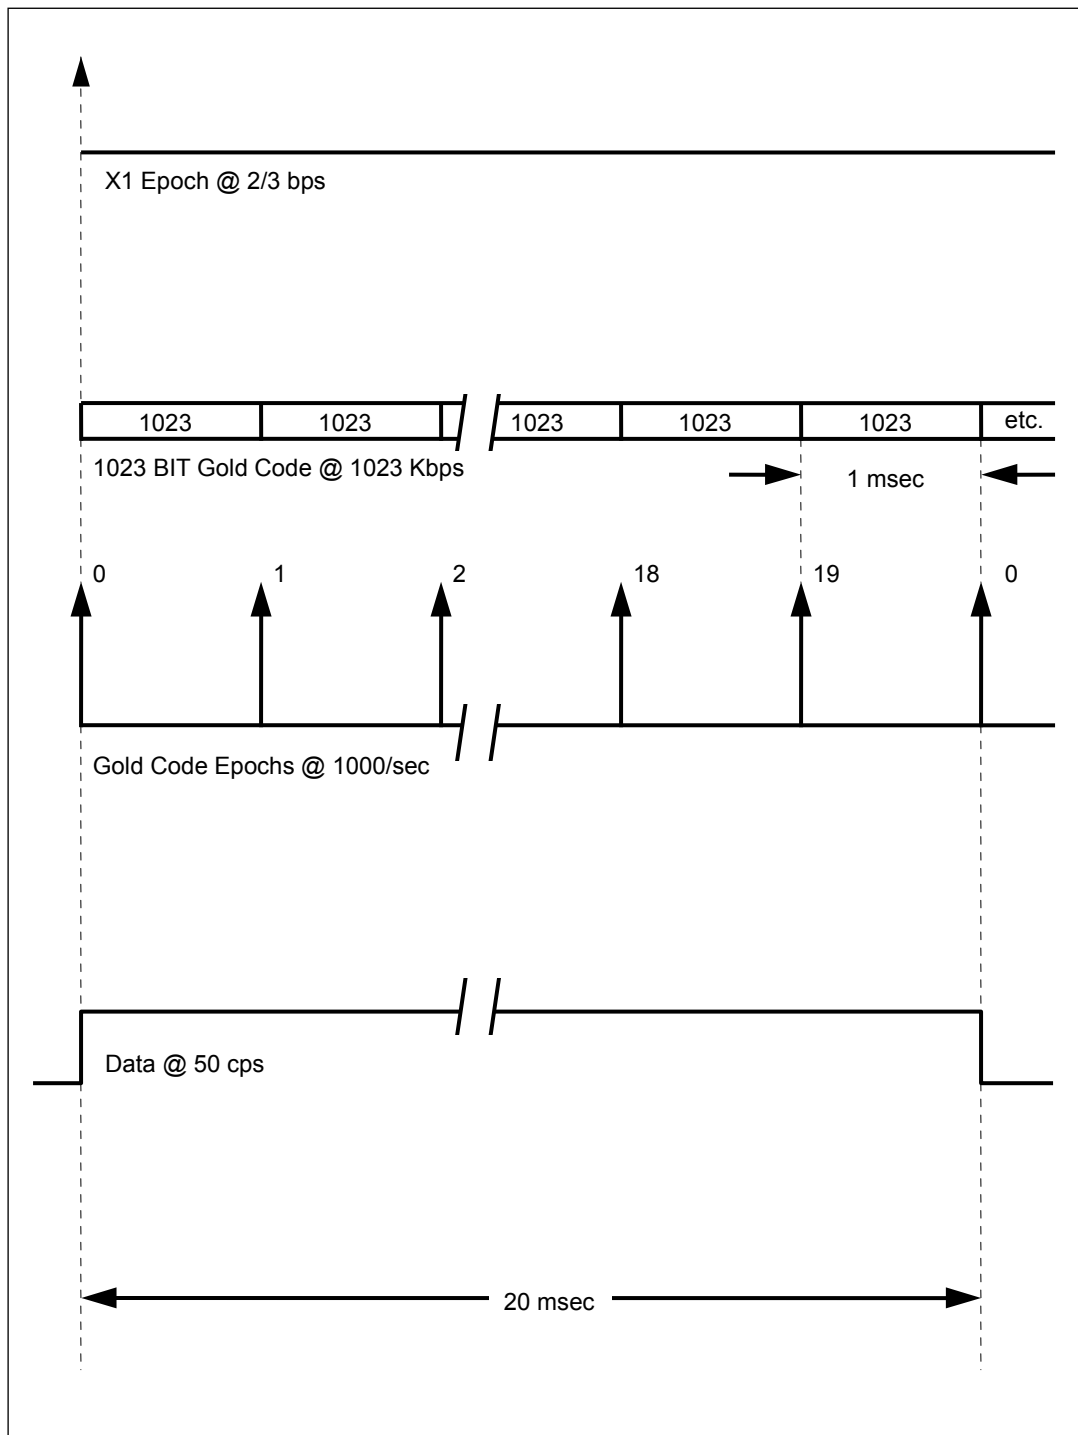 X1 Epoch @ 2/3 bps
1023 1023 1023 1023 1023 etc.
1023 BIT Gold Code @ 1023 Kbps
1 msec
0 1 2 18 19 0
Gold Code Epochs @ 1000/sec
Data @ 50 cps
20 msec